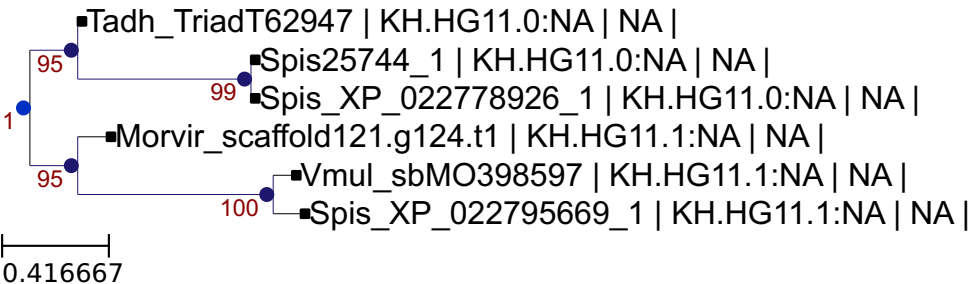 Tadh_TriadT62947 | KH.HG11.0:NA | NA |
95
Spis25744_1 | KH.HG11.0:NA | NA |
99
Spis_XP_022778926_1 | KH.HG11.0:NA | NA |
1
Morvir_scaffold121.g124.t1 | KH.HG11.1:NA | NA |
95
Vmul_sbMO398597 | KH.HG11.1:NA | NA |
100
Spis_XP_022795669_1 | KH.HG11.1:NA | NA |
0.416667